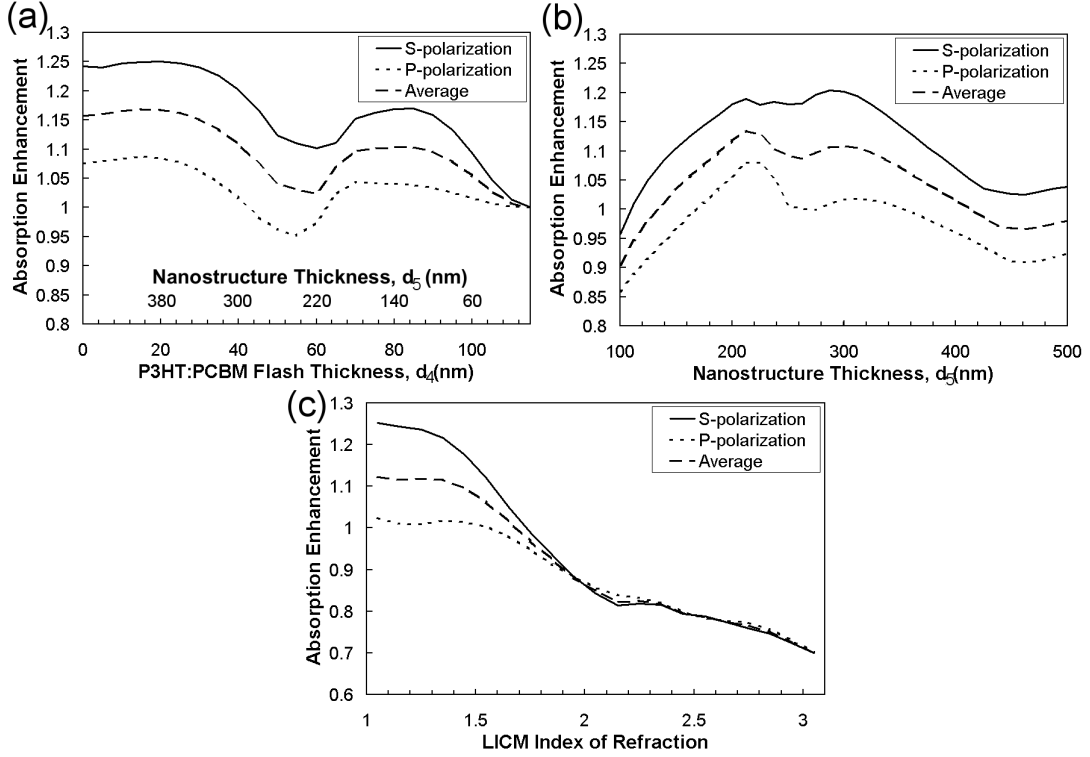 (a)
1.3
1.25
1.2
1.15
1.1
1.05
1
0.95
0.9
0.85
0.8
Absorption Enhancement
S-polarization
P-polarization
Average
Nanostructure Thickness, d5 (nm)
380 300 220 140 60
0 20 40 60 80 100
P3HT:PCBM Flash Thickness, d4(nm)
(b)
1.3
1.25
1.2
1.15
1.1
1.05
1
0.95
0.9
0.85
0.8
Absorption Enhancement
S-polarization
P-polarization
Average
100 200 300 400 500
Nanostructure Thickness, d5(nm)
(c)
1.3
1.2
1.1
1
0.9
0.8
0.7
0.6
Absorption Enhancement
S-polarization
P-polarization
Average
1 1.5 2 2.5 3
LICM Index of Refraction